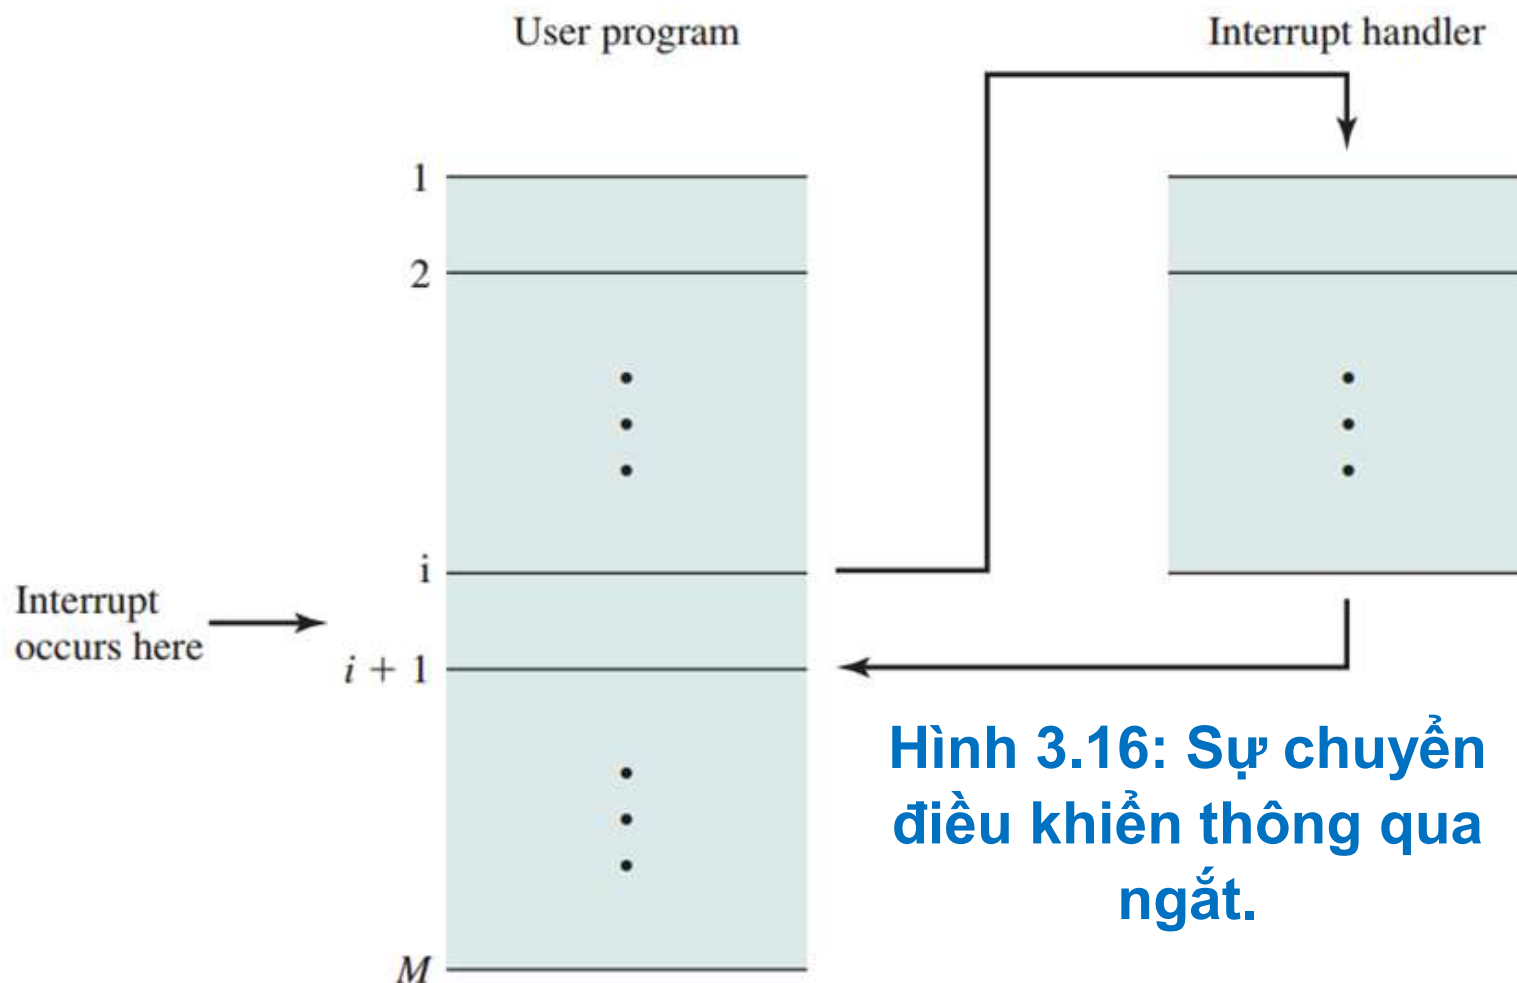 User program
Interrupt handler
1
2
i
Interrupt
occurs here
i + 1
Hình 3.16: Sự chuyển
điều khiển thông qua
ngắt.
M